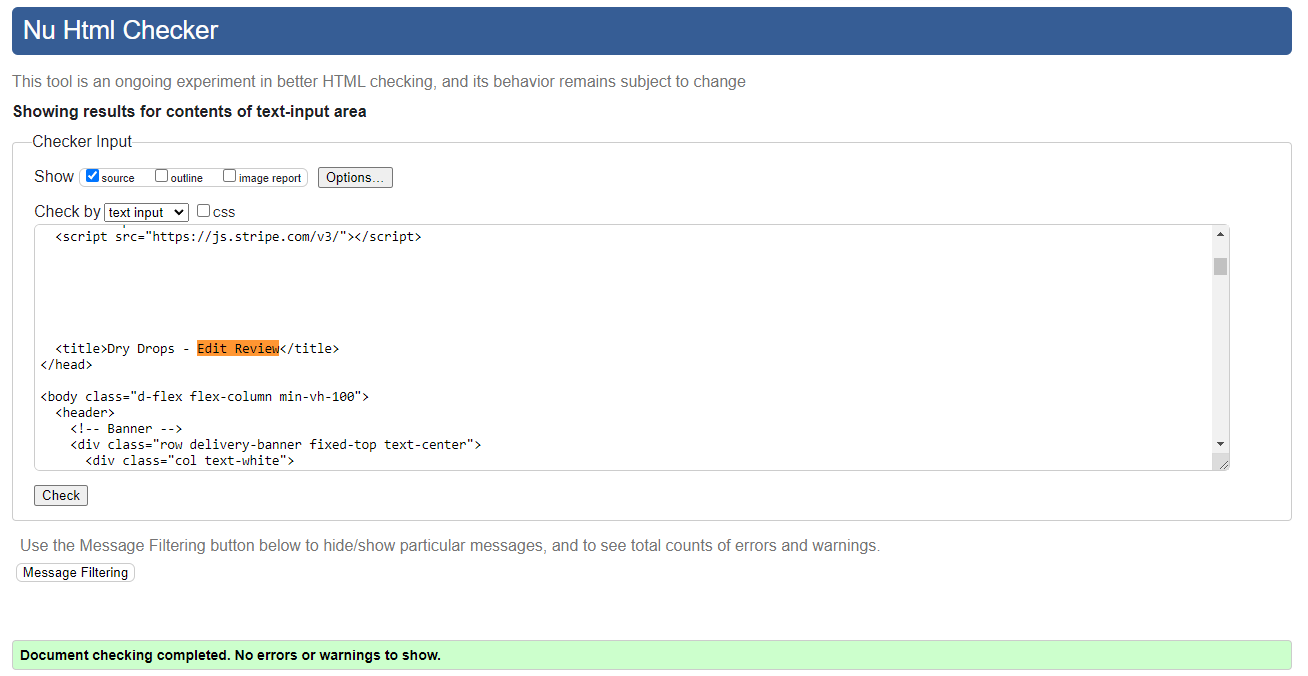 Nu Html Checker
This tool is an ongoing experiment in better HTML checking, and its behavior remains subject to change
Showing results for contents of text-input area
Checker Input
Show source outline image report Options...
Check by text input css
<script src="https://js.stripe.com/v3/"></script>
<title>Dry Drops - Edit Review</title>
</head>
<body class="d-flex flex-column min-vh-100">
<header>
<!-- Banner -->
<div class="row delivery-banner fixed-top text-center">
<div class="col text-white">
Check
Use the Message Filtering button below to hide/show particular messages, and to see total counts of errors and warnings.
Message Filtering
Document checking completed. No errors or warnings to show.